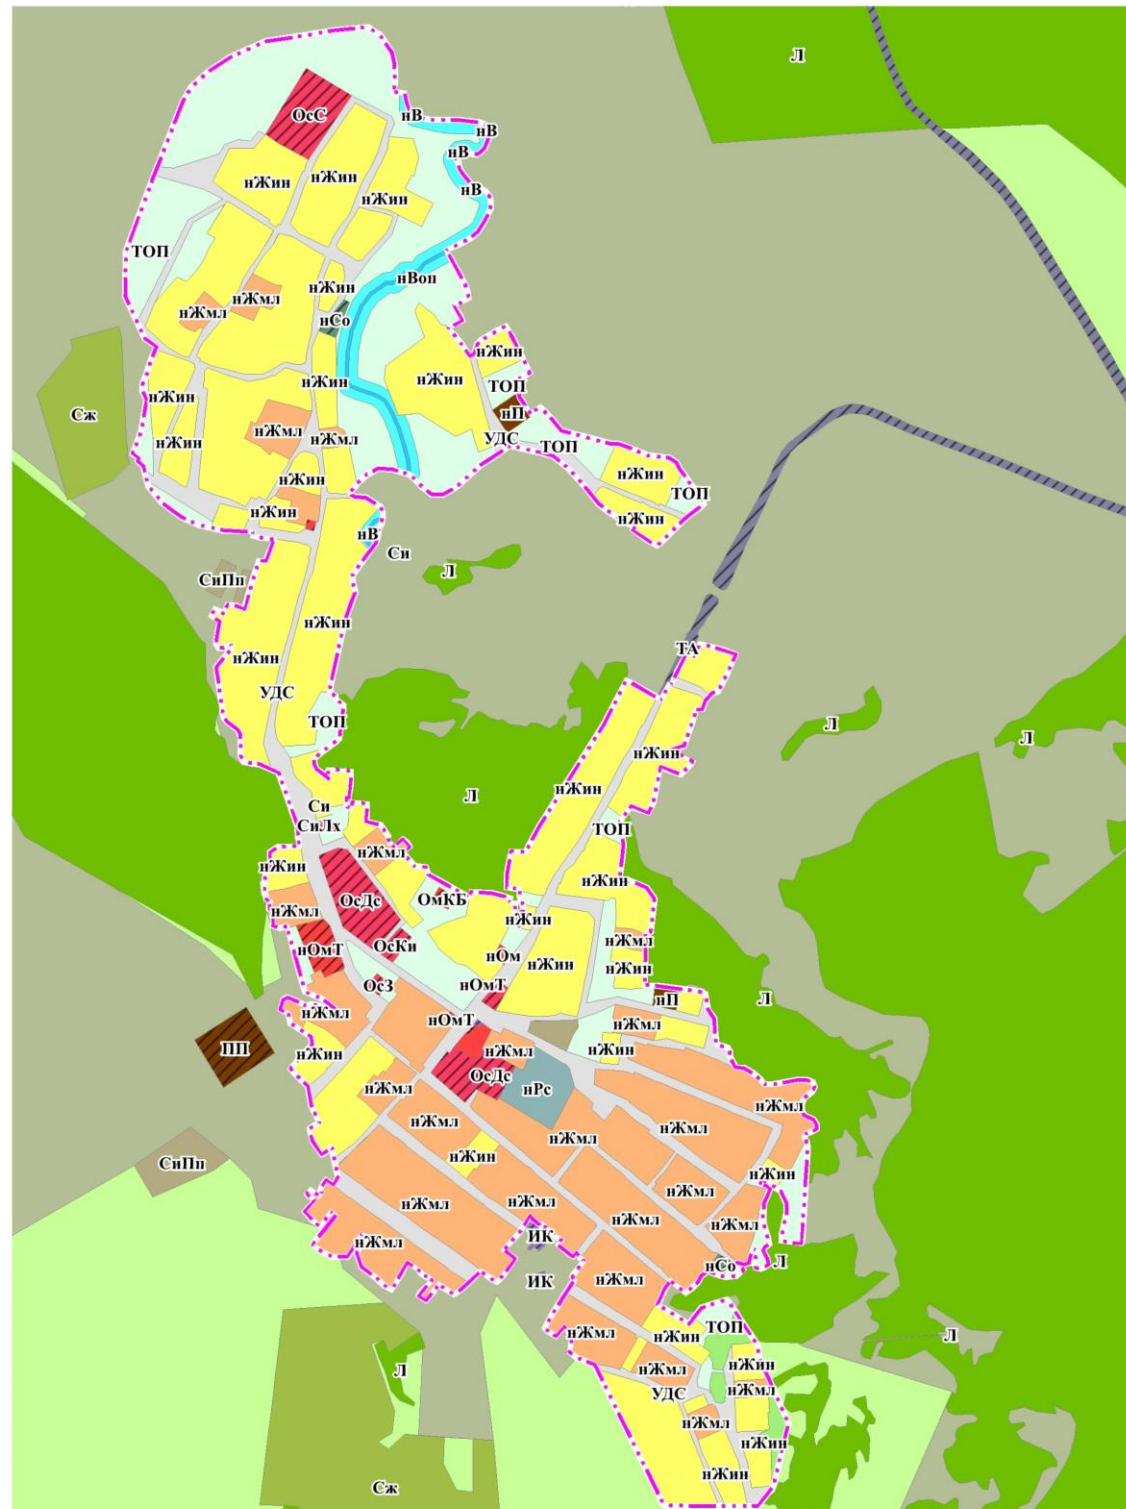 Л
ОсС
нВ
нВ
нВ
нЖин
нЖин
нВ
нЖин
ТОП
нВоп
нЖин
нЖмл
нЖмл
нСо
нЖин
нЖин
нЖин
ТОП
нЖин
Сж
нП
нЖмл
нЖмл
УДС
ТОП
нЖин
нЖин
нЖин
ТОП
нЖин
нЖин
нВ
Си
Л
СиПп
нЖин
ТА
нЖин
УДС
ТОП
Л
нЖин
Л
нЖин
Л
Си
СиЛх
ТОП
нЖмл
нЖин
нЖин
ОсДс
ОмКБ
нЖмл
нЖин
нЖмл
ОсКи
нОмТ
нОм
нЖин
нЖин
ОсЗ
нОмТ
нП
Л
нЖмл
нОмТ
нЖмл
ПП
нЖин
нЖмл
нЖин
ОсДс
нРс
нЖмл
нЖмл
нЖмл
нЖмл
нЖмл
нЖин
СиПп
нЖин
нЖмл
нЖмл
нЖмл
нЖмл
нЖмл
ИК
нЖмл
нСо
Л
ИК
нЖмл
ТОП
нЖмл
нЖин
Л
нЖин
Л
нЖмл
нЖмл
УДС
нЖмл
нЖин
нЖин
Сж